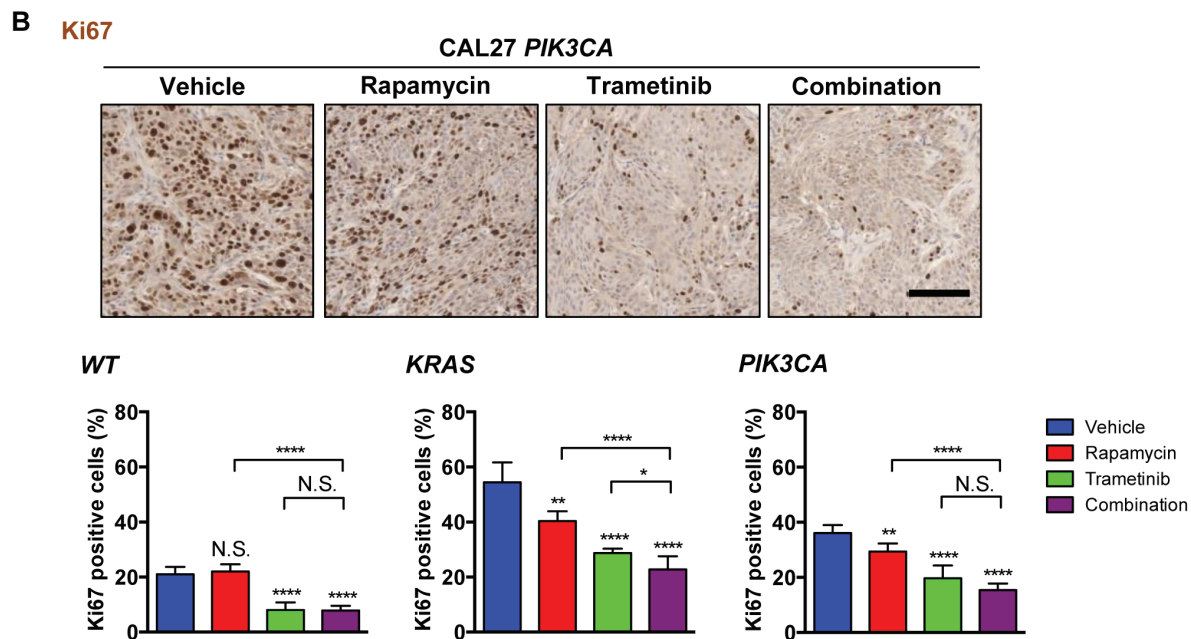 B
Ki67
CAL27 PIK3CA
Vehicle Rapamycin Trametinib Combination
WT
Ki67 positive cells (%)
80
60
40
20
0
N.S.
****
****
N.S.
****
KRAS
Ki67 positive cells (%)
80
60
40
20
0
**
****
****
*
****
PIK3CA
Ki67 positive cells (%)
80
60
40
20
0
**
****
****
N.S.
****
Vehicle
Rapamycin
Trametinib
Combination